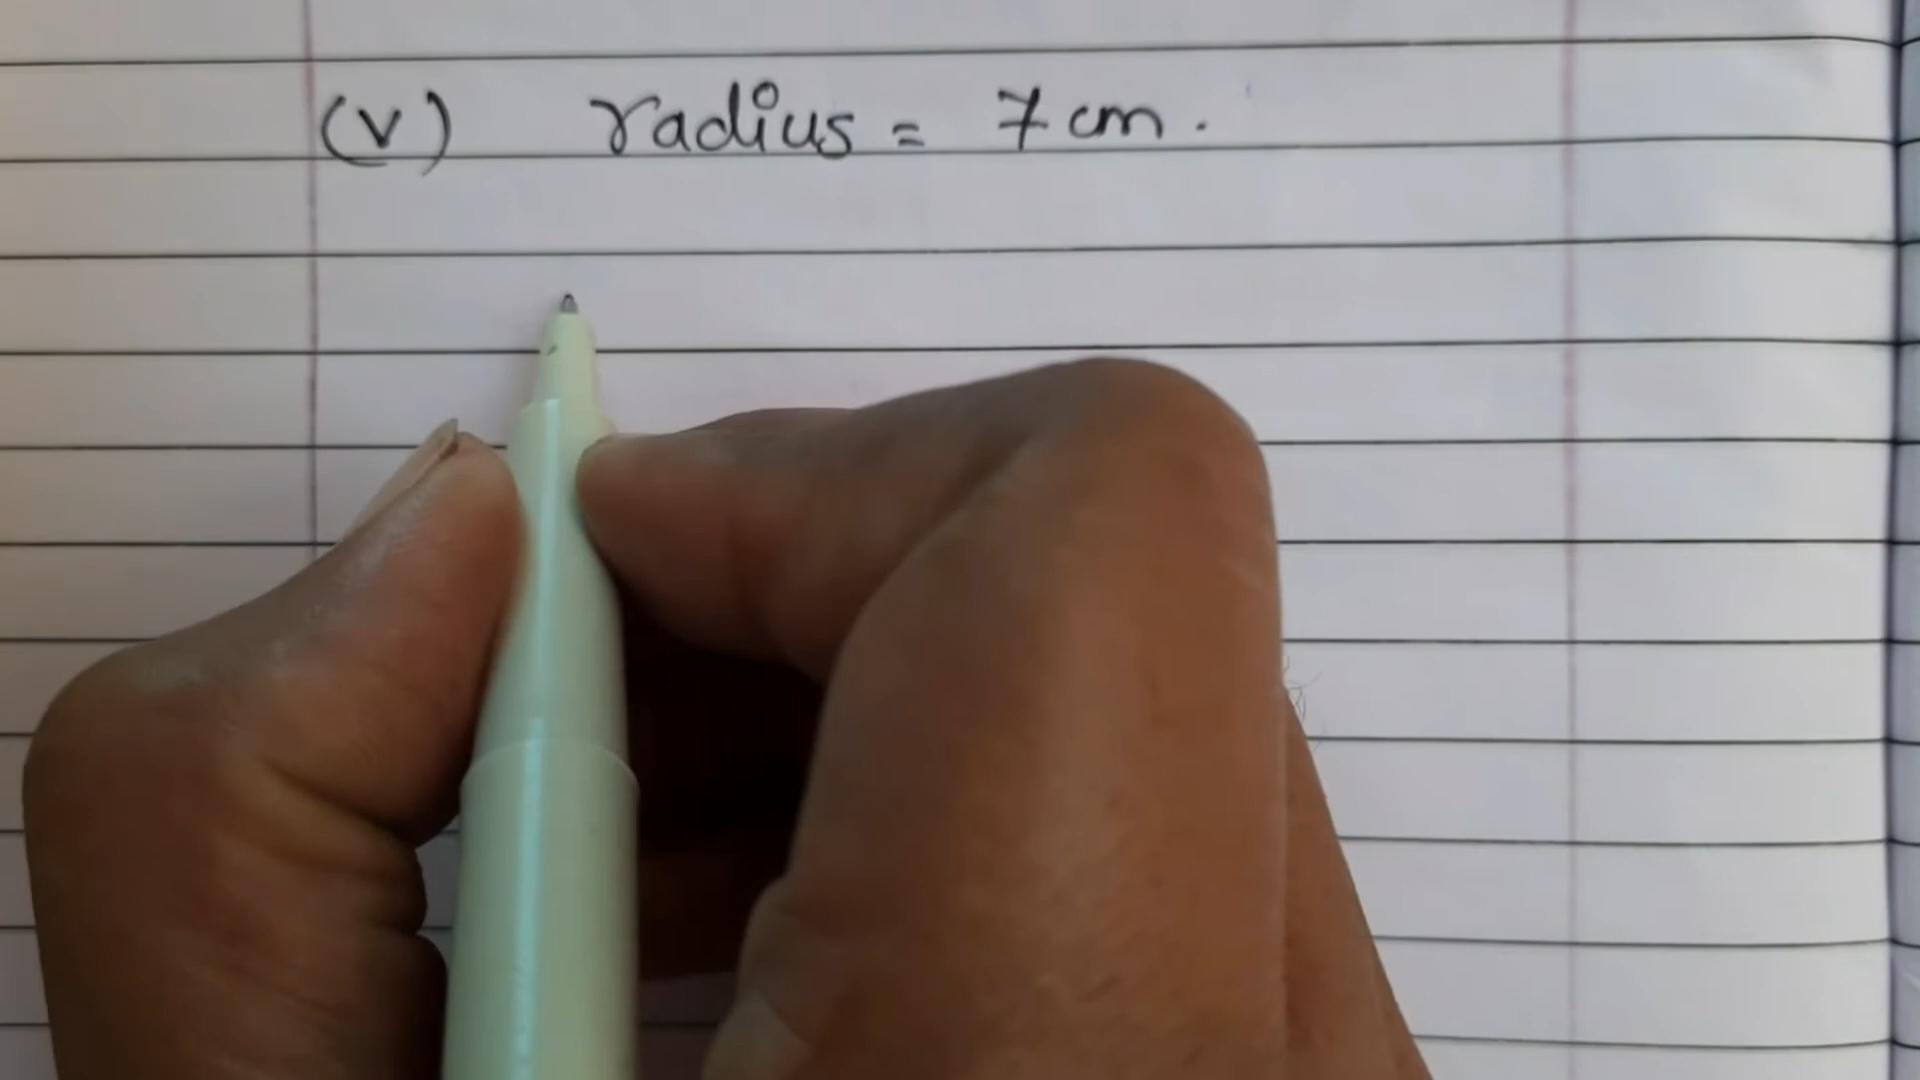 (v) radius = 7 cm.